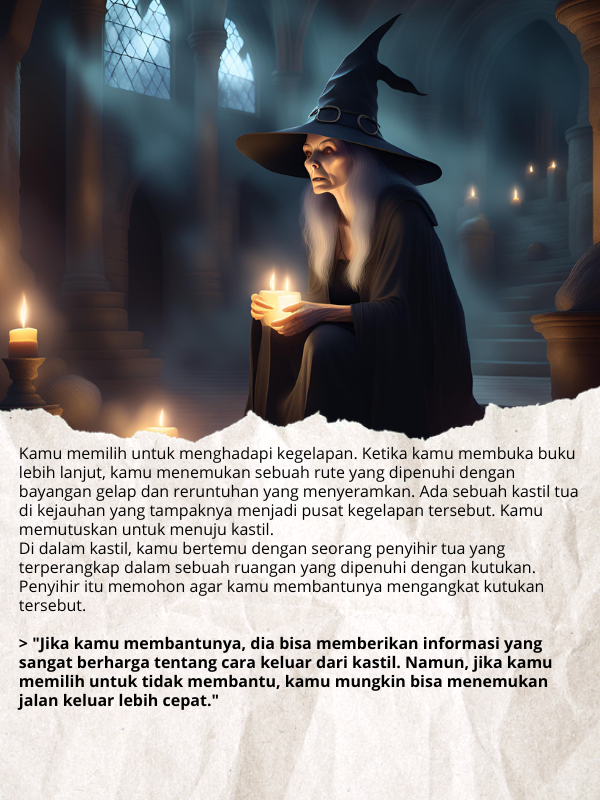 Kamu memilih untuk menghadapi kegelapan. Ketika kamu membuka buku
lebih lanjut, kamu menemukan sebuah rute yang dipenuhi dengan
bayangan gelap dan reruntuhan yang menyeramkan. Ada sebuah kastil tua
di kejauhan yang tampaknya menjadi pusat kegelapan tersebut. Kamu
memutuskan untuk menuju kastil.
Di dalam kastil, kamu bertemu dengan seorang penyihir tua yang
terperangkap dalam sebuah ruangan yang dipenuhi dengan kutukan.
Penyihir itu memohon agar kamu membantunya mengangkat kutukan
tersebut.
> "Jika kamu membantunya, dia bisa memberikan informasi yang
sangat berharga tentang cara keluar dari kastil. Namun, jika kamu
memilih untuk tidak membantu, kamu mungkin bisa menemukan
jalan keluar lebih cepat."